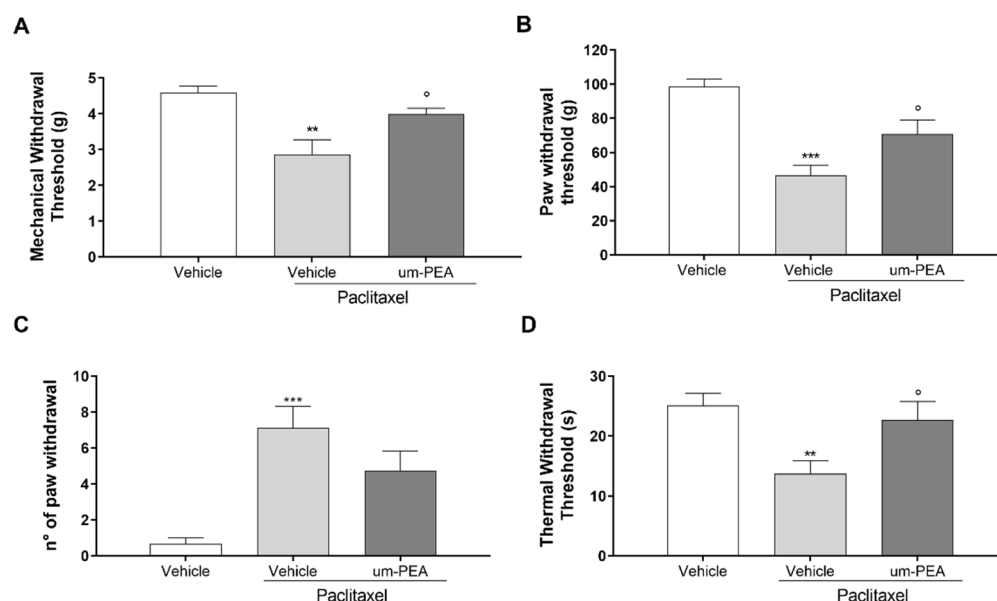 A
Mechanical Withdrawal
Threshold (g)
5
4
3
2
1
0
**
°
Vehicle
Vehicle
um-PEA
Paclitaxel
B
Paw withdrawal
threshold (g)
120
100
80
60
40
20
0
***
°
Vehicle
Vehicle
um-PEA
Paclitaxel
C
n° of paw withdrawal
10
8
6
4
2
0
***
Vehicle
Vehicle
um-PEA
Paclitaxel
D
Thermal Withdrawal
Threshold (s)
30
20
10
0
**
°
Vehicle
Vehicle
um-PEA
Paclitaxel